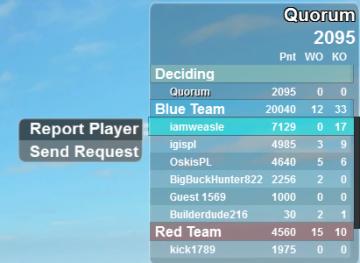 Quorum
2095
Pnt WO KO
Deciding
Quorum 2095 0 0
Blue Team 20040 12 33
Report Player iamweasle 7129 0 17
Send Request igispl 4985 3 9
OskisPL 4640 5 6
BigBuckHunter822 2256 2 0
Guest 1569 1000 0 0
Builderdude216 30 2 1
Red Team 4560 15 10
kick1789 1975 0 0